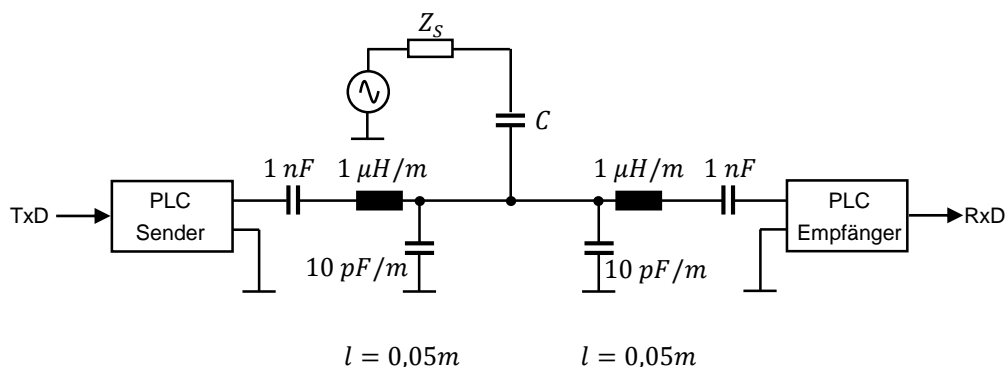 Z_S
C
1 nF
1 μH/m
1 μH/m
1 nF
TxD
PLC
Sender
PLC
Empfänger
RxD
10 pF/m
10 pF/m
l = 0,05m
l = 0,05m